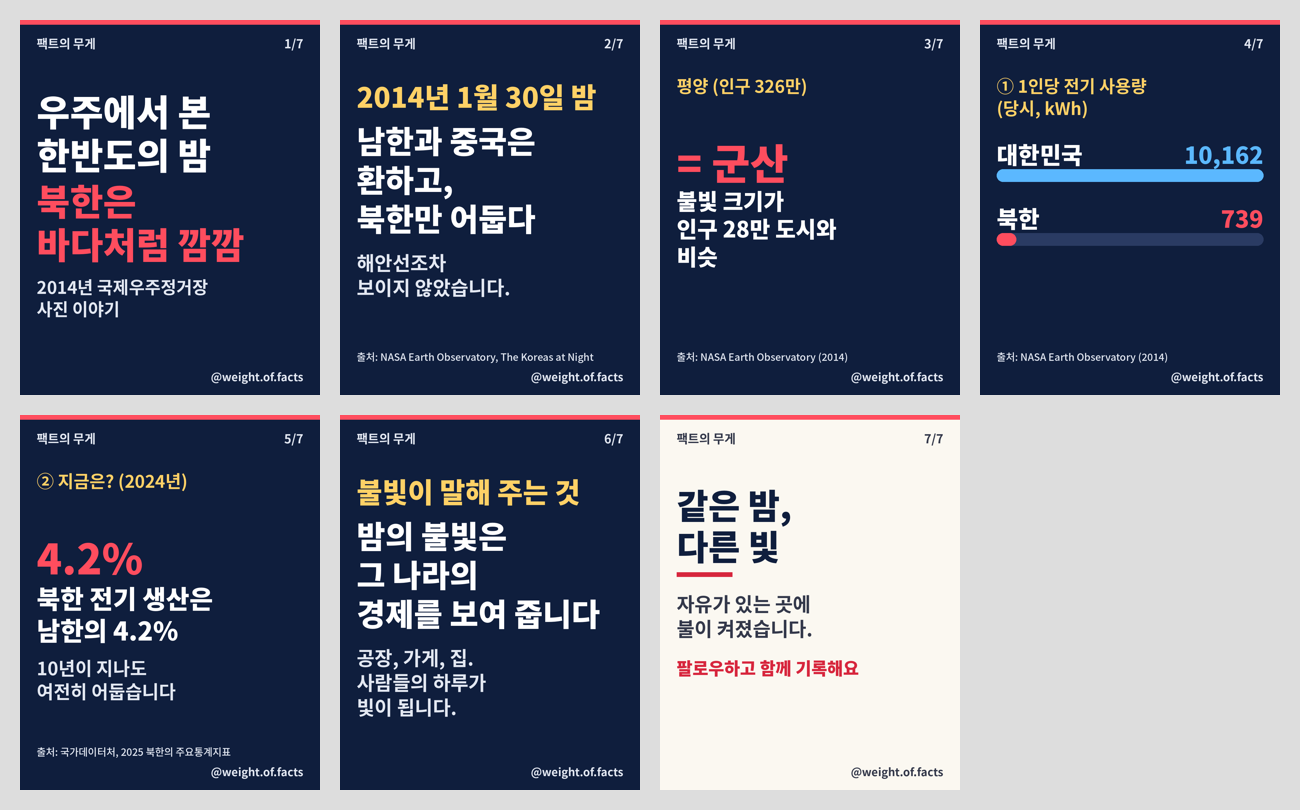 팩트의 무게
1/7
우주에서 본
한반도의 밤
북한은
바다처럼 깜깜
2014년 국제우주정거장
사진 이야기
@weight.of.facts
팩트의 무게
2/7
2014년 1월 30일 밤
남한과 중국은
환하고,
북한만 어둡다
해안선조차
보이지 않았습니다.
출처: NASA Earth Observatory, The Koreas at Night
@weight.of.facts
팩트의 무게
3/7
평양 (인구 326만)
= 군산
불빛 크기가
인구 28만 도시와
비슷
출처: NASA Earth Observatory (2014)
@weight.of.facts
팩트의 무게
4/7
① 1인당 전기 사용량
(당시, kWh)
대한민국 10,162
북한 739
출처: NASA Earth Observatory (2014)
@weight.of.facts
팩트의 무게
5/7
② 지금은? (2024년)
4.2%
북한 전기 생산은
남한의 4.2%
10년이 지나도
여전히 어둡습니다
출처: 국가데이터처, 2025 북한의 주요통계지표
@weight.of.facts
팩트의 무게
6/7
불빛이 말해 주는 것
밤의 불빛은
그 나라의
경제를 보여 줍니다
공장, 가게, 집.
사람들의 하루가
빛이 됩니다.
@weight.of.facts
팩트의 무게
7/7
같은 밤,
다른 빛
자유가 있는 곳에
불이 켜졌습니다.
팔로우하고 함께 기록해요
@weight.of.facts